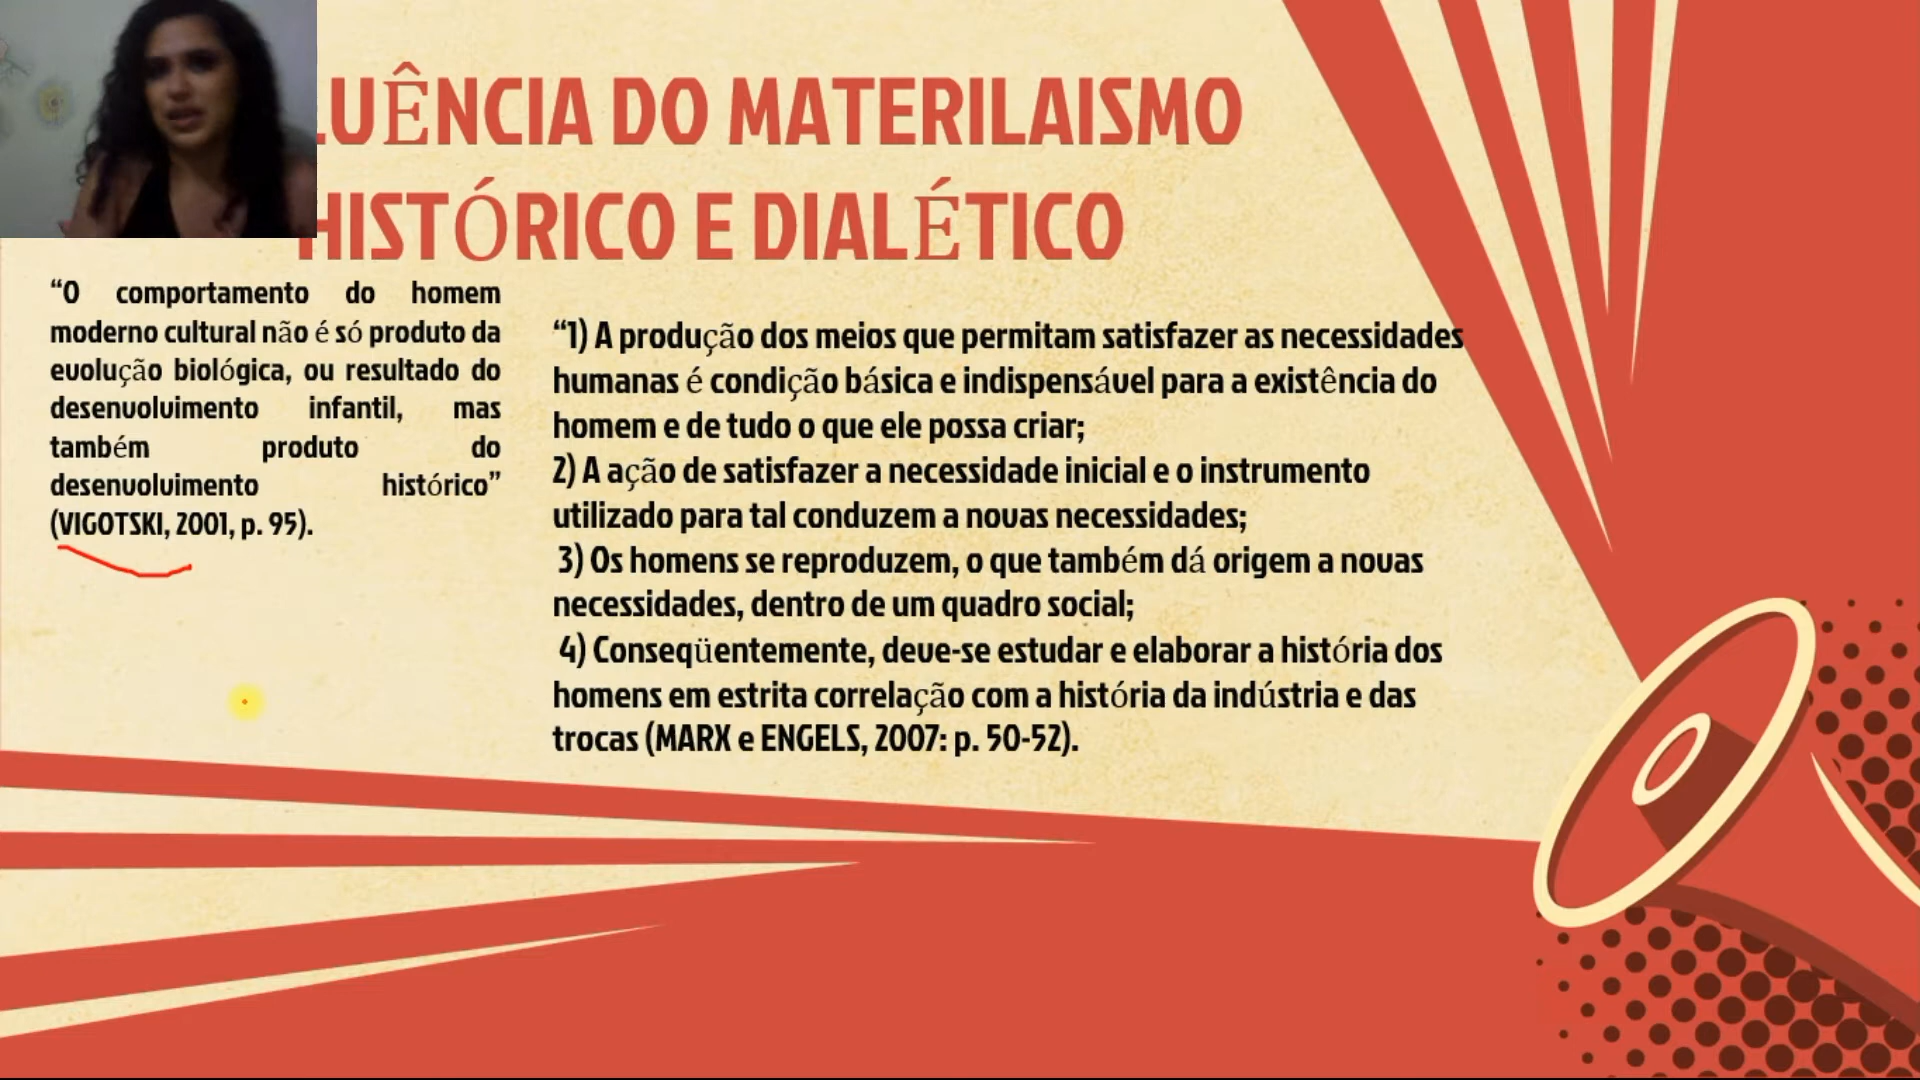 LUÊNCIA DO MATERILAISMO
HISTÓRICO E DIALÉTICO
“O comportamento do homem
moderno cultural não é só produto da
evolução biológica, ou resultado do
desenvolvimento infantil, mas
também produto do
desenvolvimento histórico”
(VIGOTSKI, 2001, p. 95).
“1) A produção dos meios que permitam satisfazer as necessidades
humanas é condição básica e indispensável para a existência do
homem e de tudo o que ele possa criar;
2) A ação de satisfazer a necessidade inicial e o instrumento
utilizado para tal conduzem a novas necessidades;
3) Os homens se reproduzem, o que também dá origem a novas
necessidades, dentro de um quadro social;
4) Conseqüentemente, deve-se estudar e elaborar a história dos
homens em estrita correlação com a história da indústria e das
trocas (MARX e ENGELS, 2007: p. 50-52).